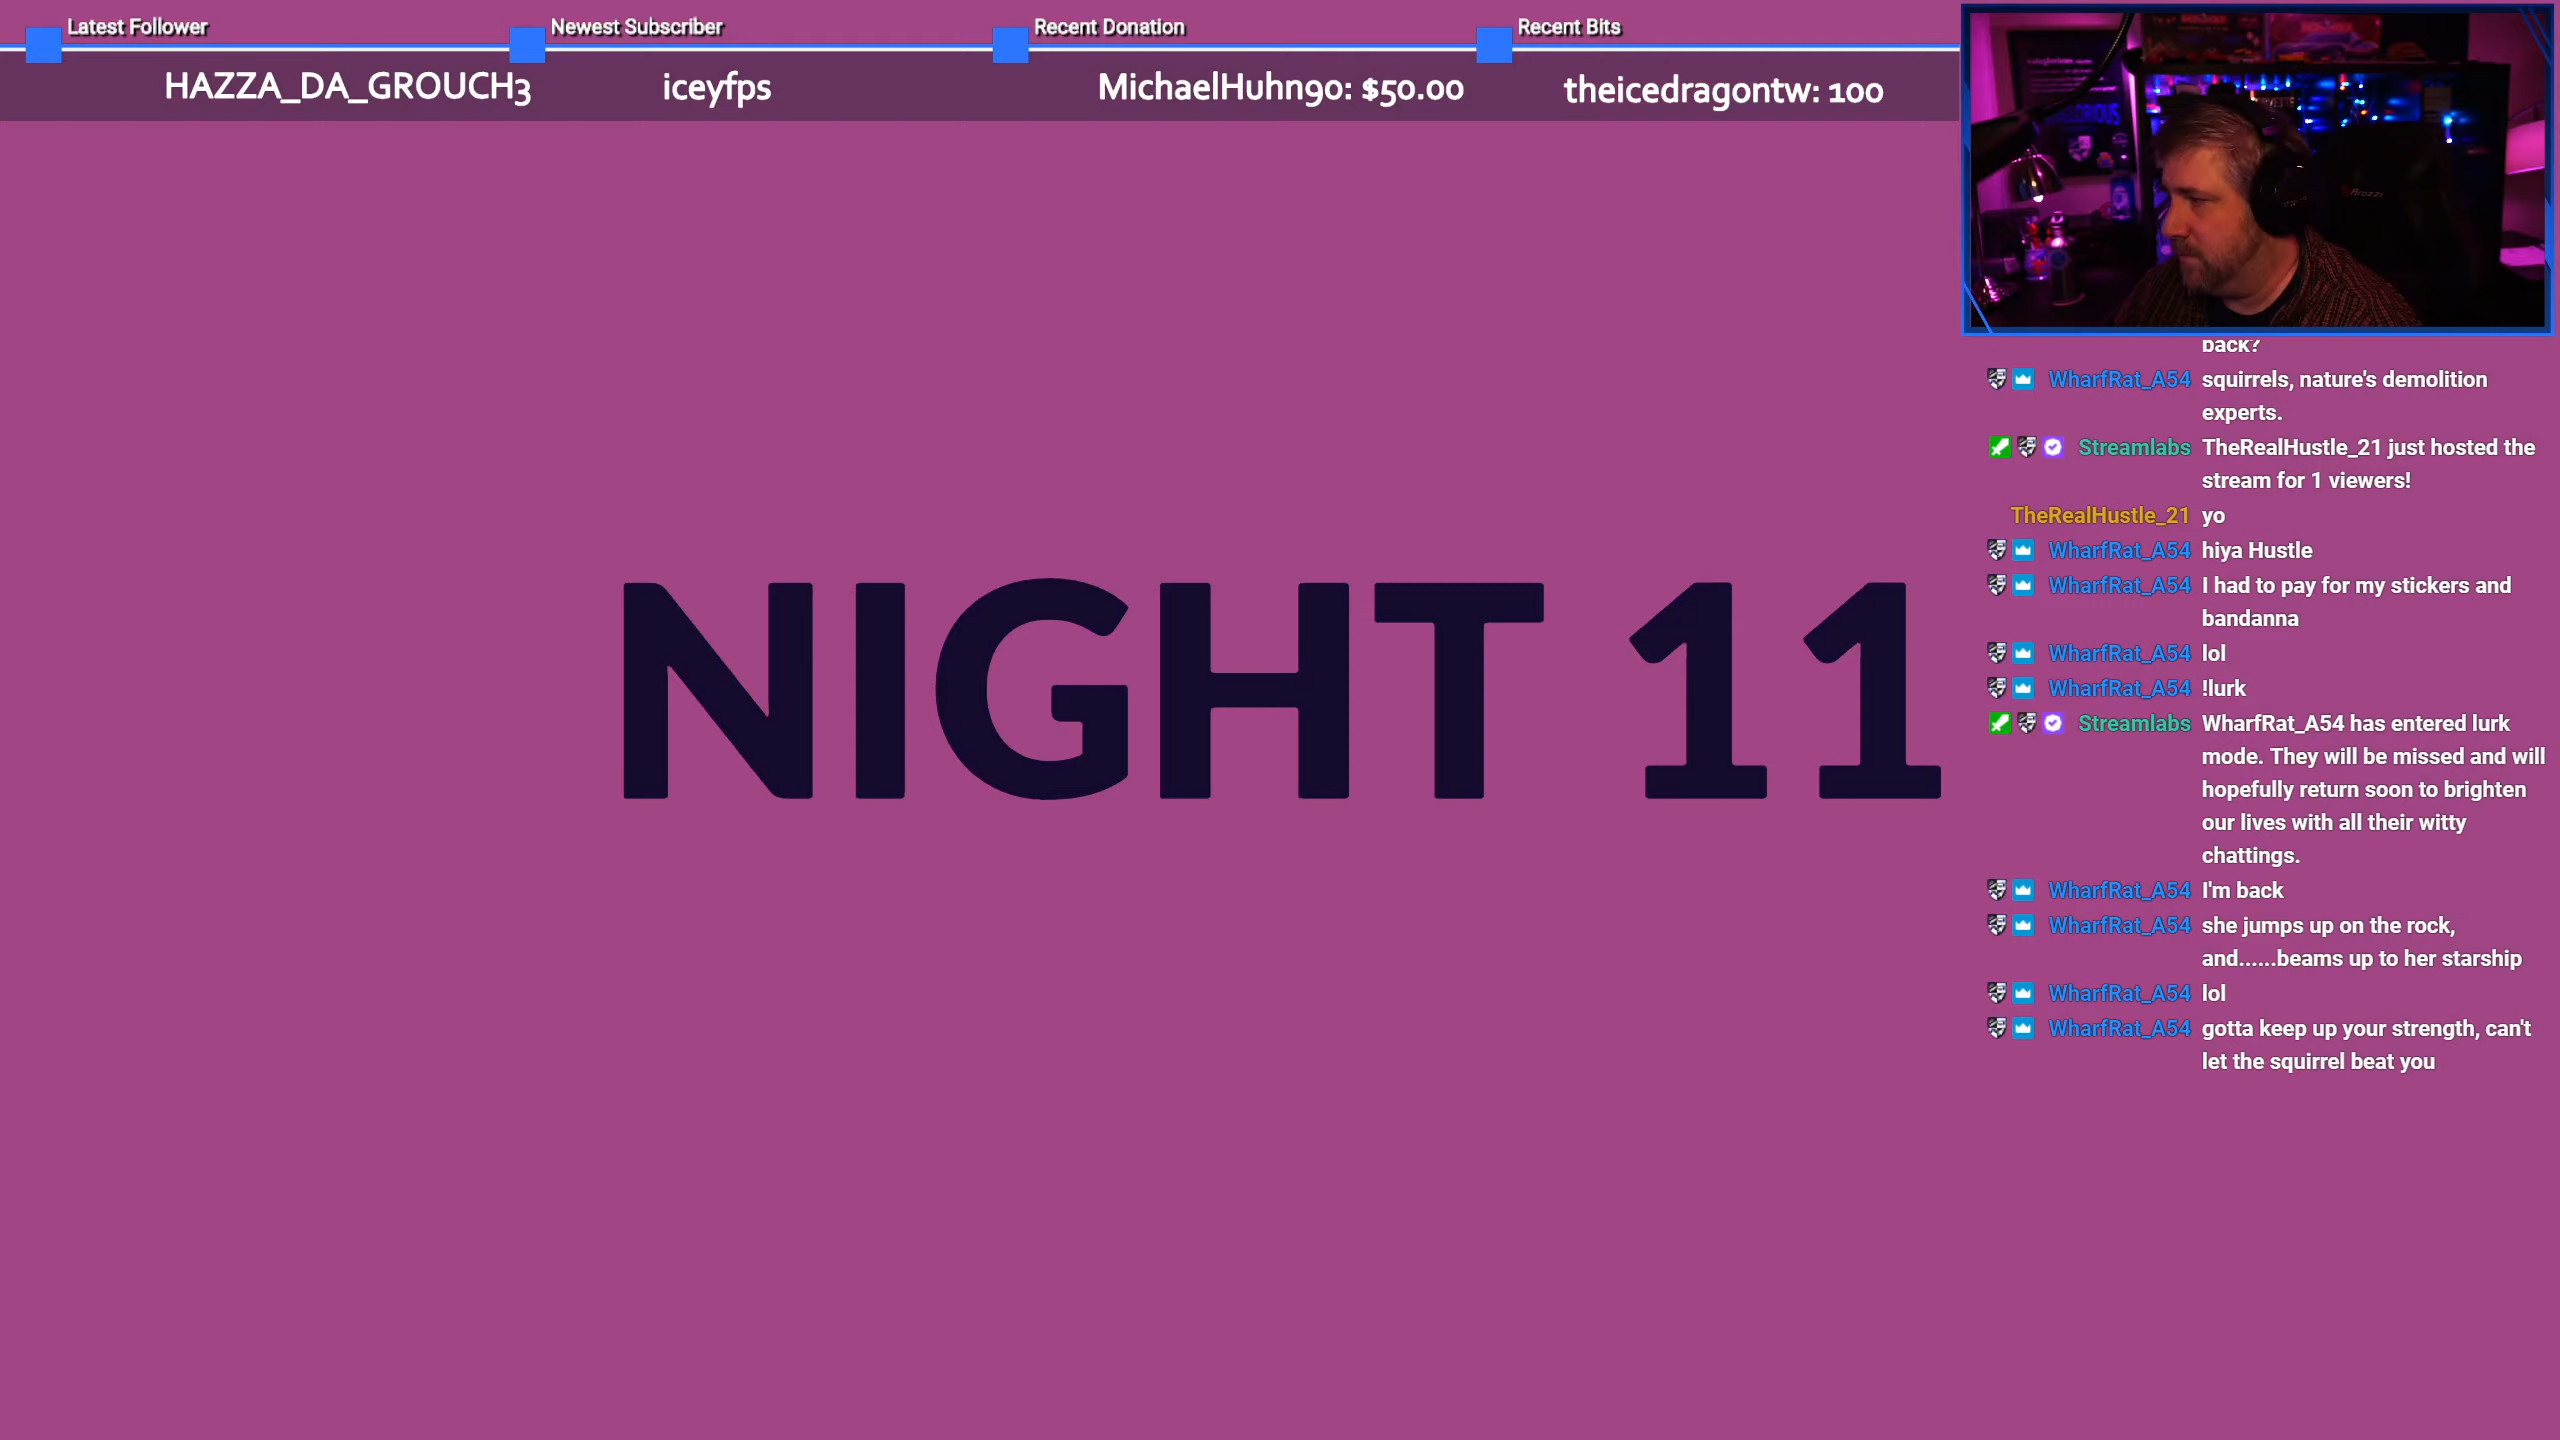 Latest Follower
Newest Subscriber
Recent Donation
Recent Bits
HAZZA_DA_GROUCH3
iceyfps
MichaelHuhn90: $50.00
theicedragontw: 100
NIGHT 11
back?
WharfRat_A54 squirrels, nature's demolition
experts.
Streamlabs TheRealHustle_21 just hosted the
stream for 1 viewers!
TheRealHustle_21 yo
WharfRat_A54 hiya Hustle
WharfRat_A54 I had to pay for my stickers and
bandanna
WharfRat_A54 lol
WharfRat_A54 !lurk
Streamlabs WharfRat_A54 has entered lurk
mode. They will be missed and will
hopefully return soon to brighten
our lives with all their witty
chattings.
WharfRat_A54 I'm back
WharfRat_A54 she jumps up on the rock,
and......beams up to her starship
WharfRat_A54 lol
WharfRat_A54 gotta keep up your strength, can't
let the squirrel beat you